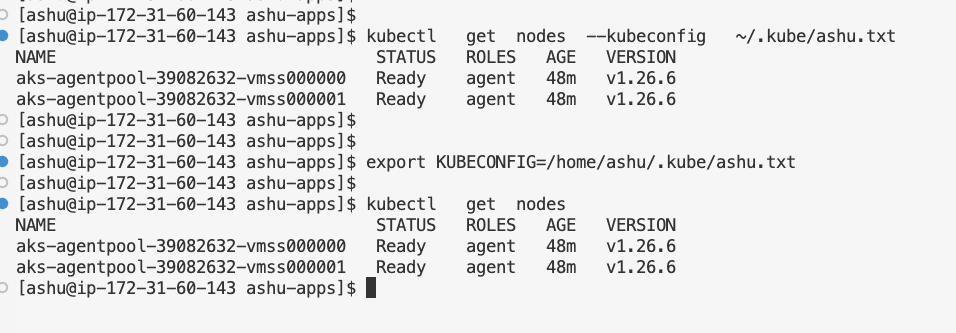 [ashu@ip-172-31-60-143 ashu-apps]$
[ashu@ip-172-31-60-143 ashu-apps]$ kubectl   get  nodes  --kubeconfig   ~/.kube/ashu.txt
NAME                                STATUS   ROLES   AGE   VERSION
aks-agentpool-39082632-vmss000000   Ready    agent   48m   v1.26.6
aks-agentpool-39082632-vmss000001   Ready    agent   48m   v1.26.6
[ashu@ip-172-31-60-143 ashu-apps]$
[ashu@ip-172-31-60-143 ashu-apps]$
[ashu@ip-172-31-60-143 ashu-apps]$ export KUBECONFIG=/home/ashu/.kube/ashu.txt
[ashu@ip-172-31-60-143 ashu-apps]$
[ashu@ip-172-31-60-143 ashu-apps]$ kubectl   get  nodes
NAME                                STATUS   ROLES   AGE   VERSION
aks-agentpool-39082632-vmss000000   Ready    agent   48m   v1.26.6
aks-agentpool-39082632-vmss000001   Ready    agent   48m   v1.26.6
[ashu@ip-172-31-60-143 ashu-apps]$